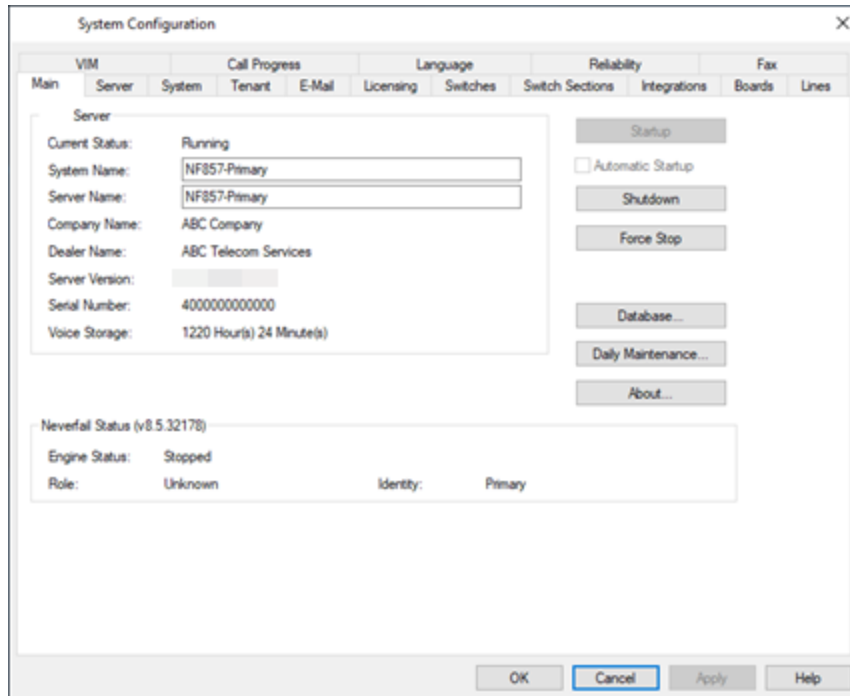 System Configuration
VIM Call Progress Language Reliability Fax
Main Server System Tenant E-Mail Licensing Switches Switch Sections Integrations Boards Lines
Server
Current Status: Running
System Name: NF857-Primary
Server Name: NF857-Primary
Company Name: ABC Company
Dealer Name: ABC Telecom Services
Server Version:
Serial Number: 4000000000000
Voice Storage: 1220 Hour(s) 24 Minute(s)
Startup
Automatic Startup
Shutdown
Force Stop
Database...
Daily Maintenance...
About...
Neverfail Status (v8.5.32178)
Engine Status: Stopped
Role: Unknown Identity: Primary
OK Cancel Apply Help